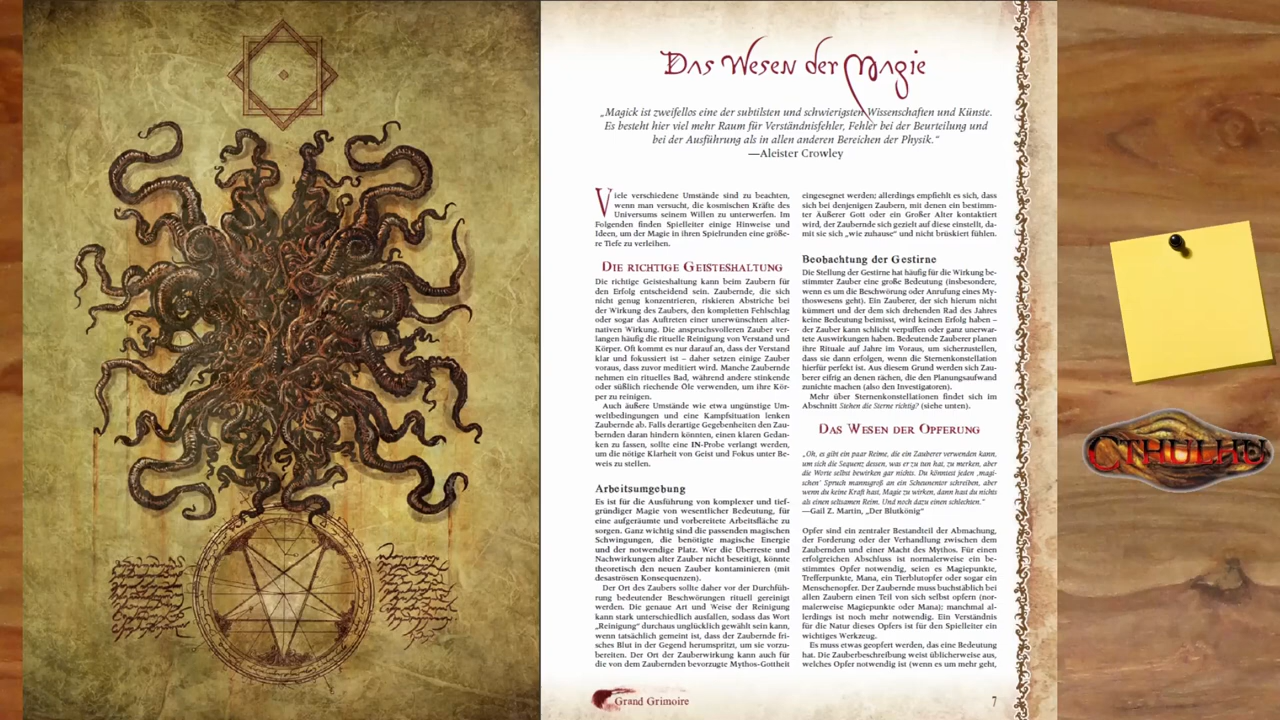 Das Wesen der Magie
„Magick ist zweifellos eine der subtilsten und schwierigsten Wissenschaften und Künste.
Es besteht hier viel mehr Raum für Verständnisfehler, Fehler bei der Beurteilung und
bei der Ausführung als in allen anderen Bereichen der Physik.“
—Aleister Crowley
Viele verschiedene Umstände sind zu beachten,
wenn man versucht, die kosmischen Kräfte des
Universums seinem Willen zu unterwerfen. Im
Folgenden finden Spielleiter einige Hinweise und
Ideen, um der Magie in ihren Spielrunden eine größe-
re Tiefe zu verleihen.
Die richtige Geisteshaltung
Die richtige Geisteshaltung kann beim Zaubern für
den Erfolg entscheidend sein. Zaubernde, die sich
nicht genug konzentrieren, riskieren Abstriche bei
der Wirkung des Zaubers, den kompletten Fehlschlag
oder sogar das Auftreten einer unerwünschten alter-
nativen Wirkung. Die anspruchsvolleren Zauber ver-
langen häufig die rituelle Reinigung von Verstand und
Körper. Oft kommt es nur darauf an, dass der Verstand
klar und fokussiert ist – daher setzen einige Zauber
voraus, dass zuvor meditiert wird. Manche Zaubernde
nehmen ein rituelles Bad, während andere stinkende
oder süßlich riechende Öle verwenden, um ihre Kör-
per zu reinigen.
Auch äußere Umstände wie etwa ungünstige Um-
weltbedingungen und eine Kampfsituation lenken
Zaubernde ab. Falls derartige Gegebenheiten den Zau-
bernden daran hindern könnten, einen klaren Gedan-
ken zu fassen, sollte eine IN-Probe verlangt werden,
um die nötige Klarheit von Geist und Fokus unter Be-
weis zu stellen.
Arbeitsumgebung
Es ist für die Ausführung von komplexer und tief-
gründiger Magie von wesentlicher Bedeutung, für
eine aufgeräumte und vorbereitete Arbeitsfläche zu
sorgen. Ganz wichtig sind die passenden magischen
Schwingungen, die benötigte magische Energie
und der notwendige Platz. Wer die Überreste und
Nachwirkungen alter Zauber nicht beseitigt, könnte
theoretisch den neuen Zauber kontaminieren (mit
desaströsen Konsequenzen).
Der Ort des Zaubers sollte daher vor der Durchfüh-
rung bedeutender Beschwörungen rituell gereinigt
werden. Die genaue Art und Weise der Reinigung
kann stark unterschiedlich ausfallen, sodass das Wort
„Reinigung“ durchaus unglücklich gewählt sein kann,
wenn tatsächlich gemeint ist, dass der Zaubernde fri-
sches Blut in der Gegend herumspritzt, um sie vorzu-
bereiten. Der Ort der Zauberwirkung kann auch für
die von dem Zaubernden bevorzugte Mythos-Gottheit
eingesegnet werden; allerdings empfiehlt es sich, dass
sich bei denjenigen Zaubern, mit denen ein bestimm-
ter Äußerer Gott oder ein Großer Alter kontaktiert
wird, der Zaubernde sich gezielt auf diese einstellt, da-
mit sie sich „wie zuhause“ und nicht brüskiert fühlen.
Beobachtung der Gestirne
Die Stellung der Gestirne hat häufig für die Wirkung be-
stimmter Zauber eine große Bedeutung (insbesondere,
wenn es um die Beschwörung oder Anrufung eines My-
thoswesens geht). Ein Zauberer, der sich hierum nicht
kümmert und der dem sich drehenden Rad des Jahres
keine Bedeutung beimisst, wird keinen Erfolg haben –
der Zauber kann schlicht verpuffen oder ganz unerwar-
tete Auswirkungen haben. Bedeutende Zauberer planen
ihre Rituale auf Jahre im Voraus, um sicherzustellen,
dass sie dann erfolgen, wenn die Sternenkonstellation
hierfür perfekt ist. Aus diesem Grund werden sich Zau-
berer eifrig an denen rächen, die den Planungsaufwand
zunichte machen (also den Investigatoren).
Mehr über Sternenkonstellationen findet sich im
Abschnitt Stehen die Sterne richtig? (siehe unten).
Das Wesen der Opferung
„Oh, es gibt ein paar Reime, die ein Zauberer verwenden kann,
um sich die Sequenz dessen, was er zu tun hat, zu merken, aber
die Worte selbst bewirken gar nichts. Du könntest jeden ‚magi-
schen‘ Spruch mannsgroß an ein Scheunentor schreiben, aber
wenn du keine Kraft hast, Magie zu wirken, dann hast du nichts
als einen seltsamen Reim. Und noch dazu einen schlechten.“
—Gail Z. Martin, „Der Blutkönig“
Opfer sind ein zentraler Bestandteil der Abmachung,
der Forderung oder der Verhandlung zwischen dem
Zaubernden und einer Macht des Mythos. Für einen
erfolgreichen Abschluss ist normalerweise ein be-
stimmtes Opfer notwendig, seien es Magiepunkte,
Trefferpunkte, Mana, ein Tierblutopfer oder sogar ein
Menschenopfer. Der Zaubernde muss buchstäblich bei
allen Zaubern einen Teil von sich selbst opfern (nor-
malerweise Magiepunkte oder Mana); manchmal al-
lerdings ist noch mehr notwendig. Ein Verständnis
für die Natur dieses Opfers ist für den Spielleiter ein
wichtiges Werkzeug.
Es muss etwas geopfert werden, das eine Bedeutung
hat. Die Zauberbeschreibung weist üblicherweise aus,
welches Opfer notwendig ist (wenn es um mehr geht,
Grand Grimoire
7
CTHULHU